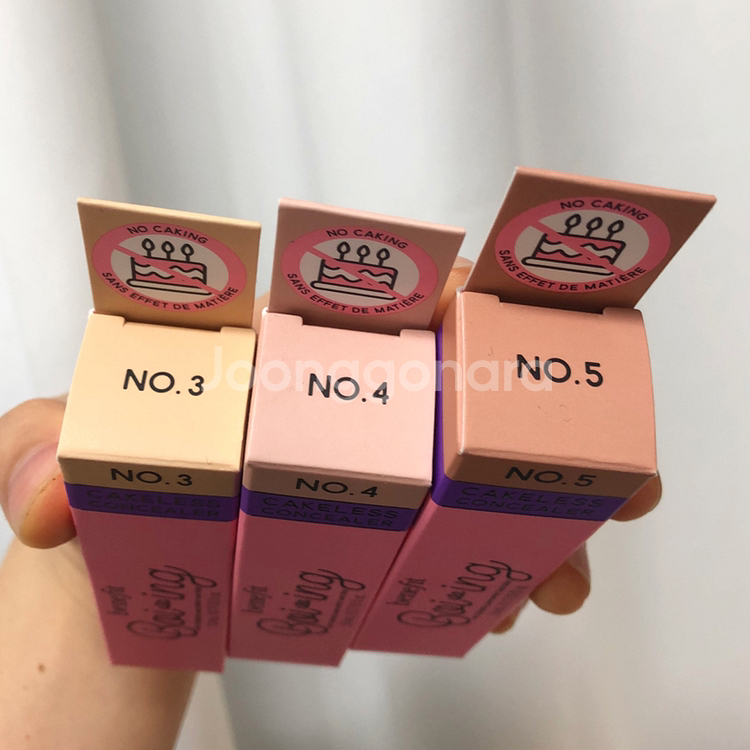 NO CAKING
SANS EFFET DE MATIÈRE
NO CAKING
SANS EFFET DE MATIÈRE
NO CAKING
SANS EFFET DE MATIÈRE
NO.3
NO.4
NO.5
Joonggonara
NO.3
CAKELESS
CONCEALER
benefit
Boi-ing
NO.4
CAKELESS
CONCEALER
benefit
Boi-ing
NO.5
CAKELESS
CONCEALER
benefit
Boi-ing